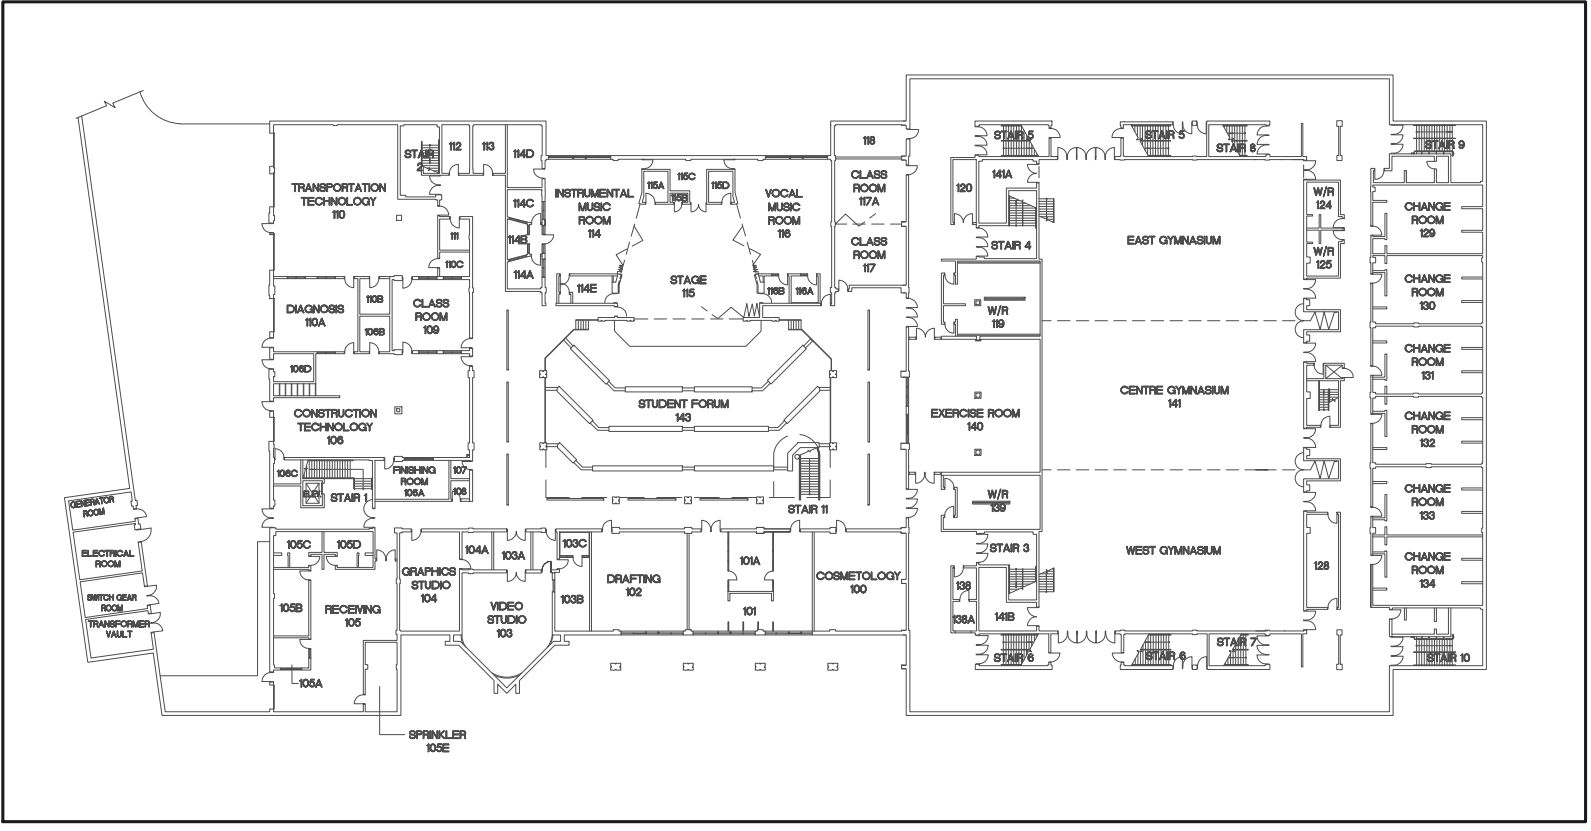 STAIR
2
112
113
114D
TRANSPORTATION
TECHNOLOGY
110
114C
111
114B
110C
114A
INSTRUMENTAL
MUSIC
ROOM
114
115A
115C
115B
115D
VOCAL
MUSIC
ROOM
116
118
CLASS
ROOM
117A
CLASS
ROOM
117
STAGE
115
114E
116B
116A
DIAGNOSIS
110A
110B
106B
CLASS
ROOM
109
106D
CONSTRUCTION
TECHNOLOGY
106
STUDENT FORUM
143
106C
FINISHING
ROOM
106A
107
108
STAIR 1
STAIR 11
GENERATOR
ROOM
ELECTRICAL
ROOM
SWITCH GEAR
ROOM
TRANSFORMER
VAULT
105C
105D
105B
RECEIVING
105
105A
SPRINKLER
105E
GRAPHICS
STUDIO
104
104A
103A
103C
VIDEO
STUDIO
103
103B
DRAFTING
102
101A
101
COSMETOLOGY
100
STAIR 5
STAIR 5
STAIR 8
STAIR 9
120
141A
STAIR 4
EAST GYMNASIUM
W/R
124
W/R
125
CHANGE
ROOM
129
CHANGE
ROOM
130
W/R
119
CHANGE
ROOM
131
EXERCISE ROOM
140
CENTRE GYMNASIUM
141
CHANGE
ROOM
132
W/R
139
CHANGE
ROOM
133
STAIR 3
WEST GYMNASIUM
128
CHANGE
ROOM
134
138
138A
141B
STAIR 6
STAIR 6
STAIR 7
STAIR 10